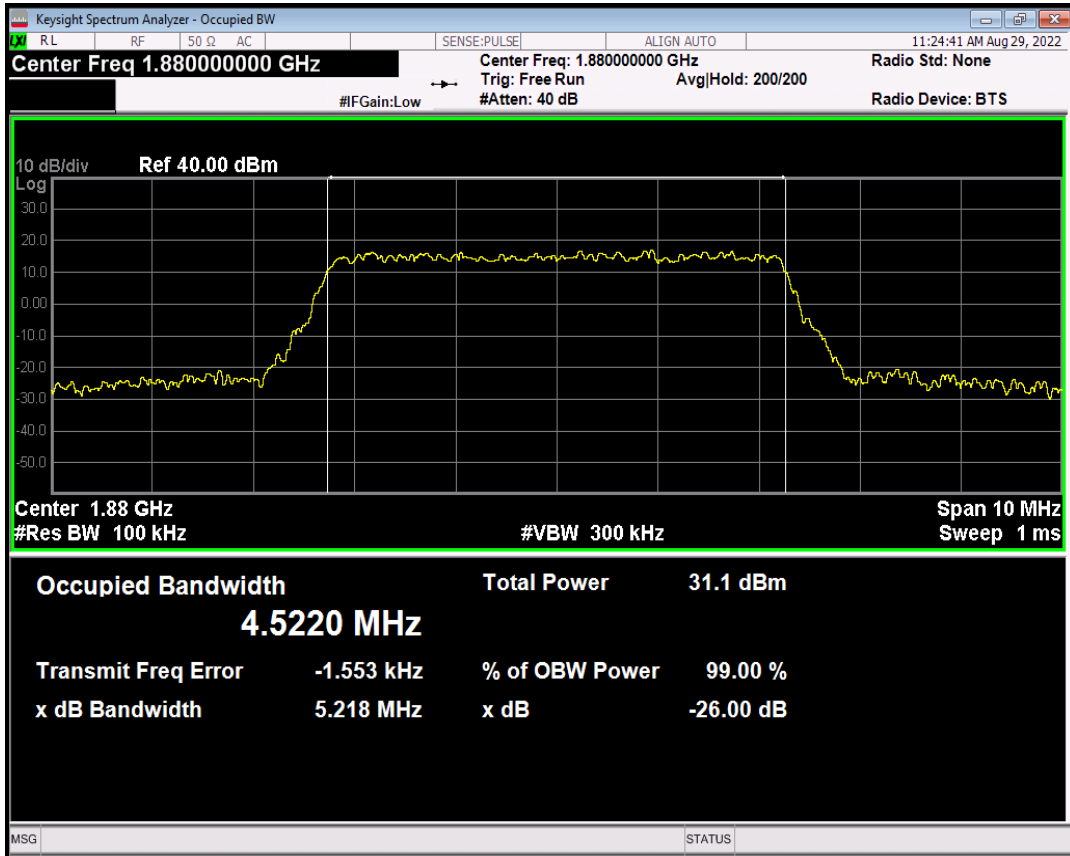 Keysight Spectrum Analyzer - Occupied BW
LXI RL RF 50 Ω AC SENSE:PULSE ALIGN AUTO 11:24:41 AM Aug 29, 2022
Center Freq 1.880000000 GHz Center Freq: 1.880000000 GHz Radio Std: None
Trig: Free Run Avg|Hold: 200/200
#IFGain:Low #Atten: 40 dB Radio Device: BTS
10 dB/div Ref 40.00 dBm
Log
30.0
20.0
10.0
0.00
-10.0
-20.0
-30.0
-40.0
-50.0
Center 1.88 GHz Span 10 MHz
#Res BW 100 kHz #VBW 300 kHz Sweep 1 ms
Occupied Bandwidth Total Power 31.1 dBm
4.5220 MHz
Transmit Freq Error -1.553 kHz % of OBW Power 99.00 %
x dB Bandwidth 5.218 MHz x dB -26.00 dB
MSG STATUS